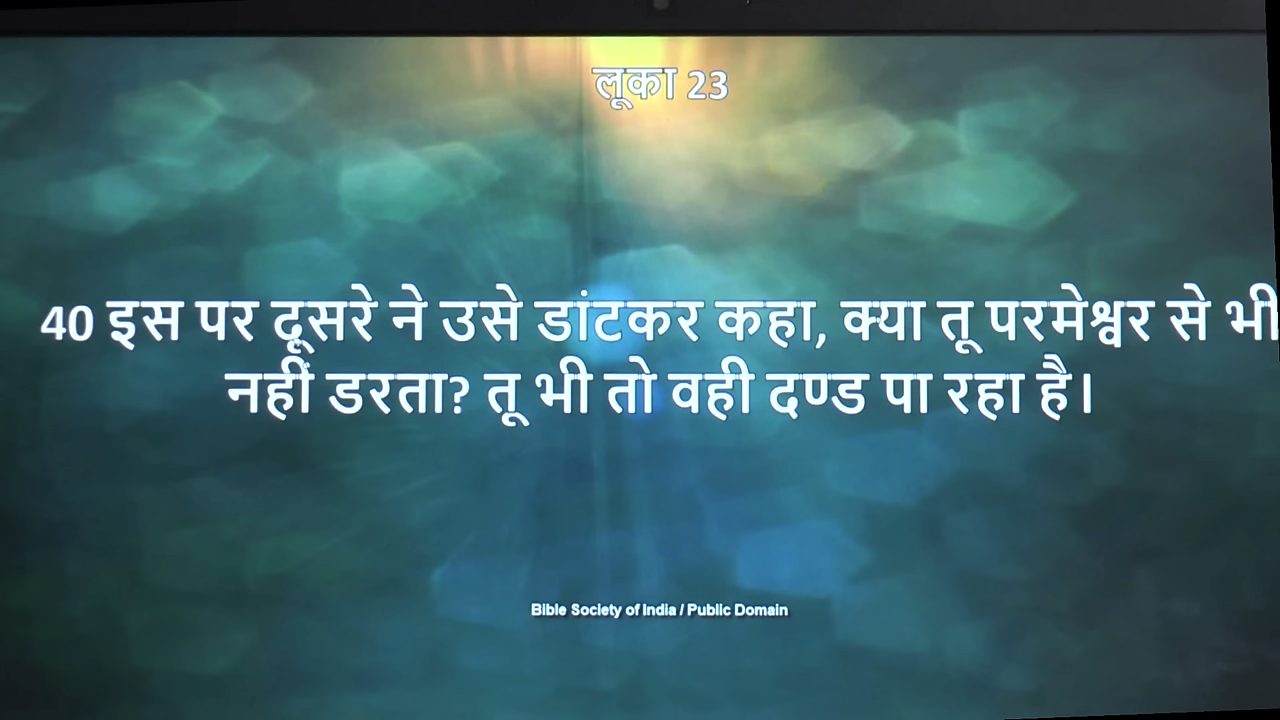 लूका 23
40 इस पर दूसरे ने उसे डांटकर कहा, क्या तू परमेश्वर से भी
नहीं डरता? तू भी तो वही दण्ड पा रहा है।
Bible Society of India / Public Domain